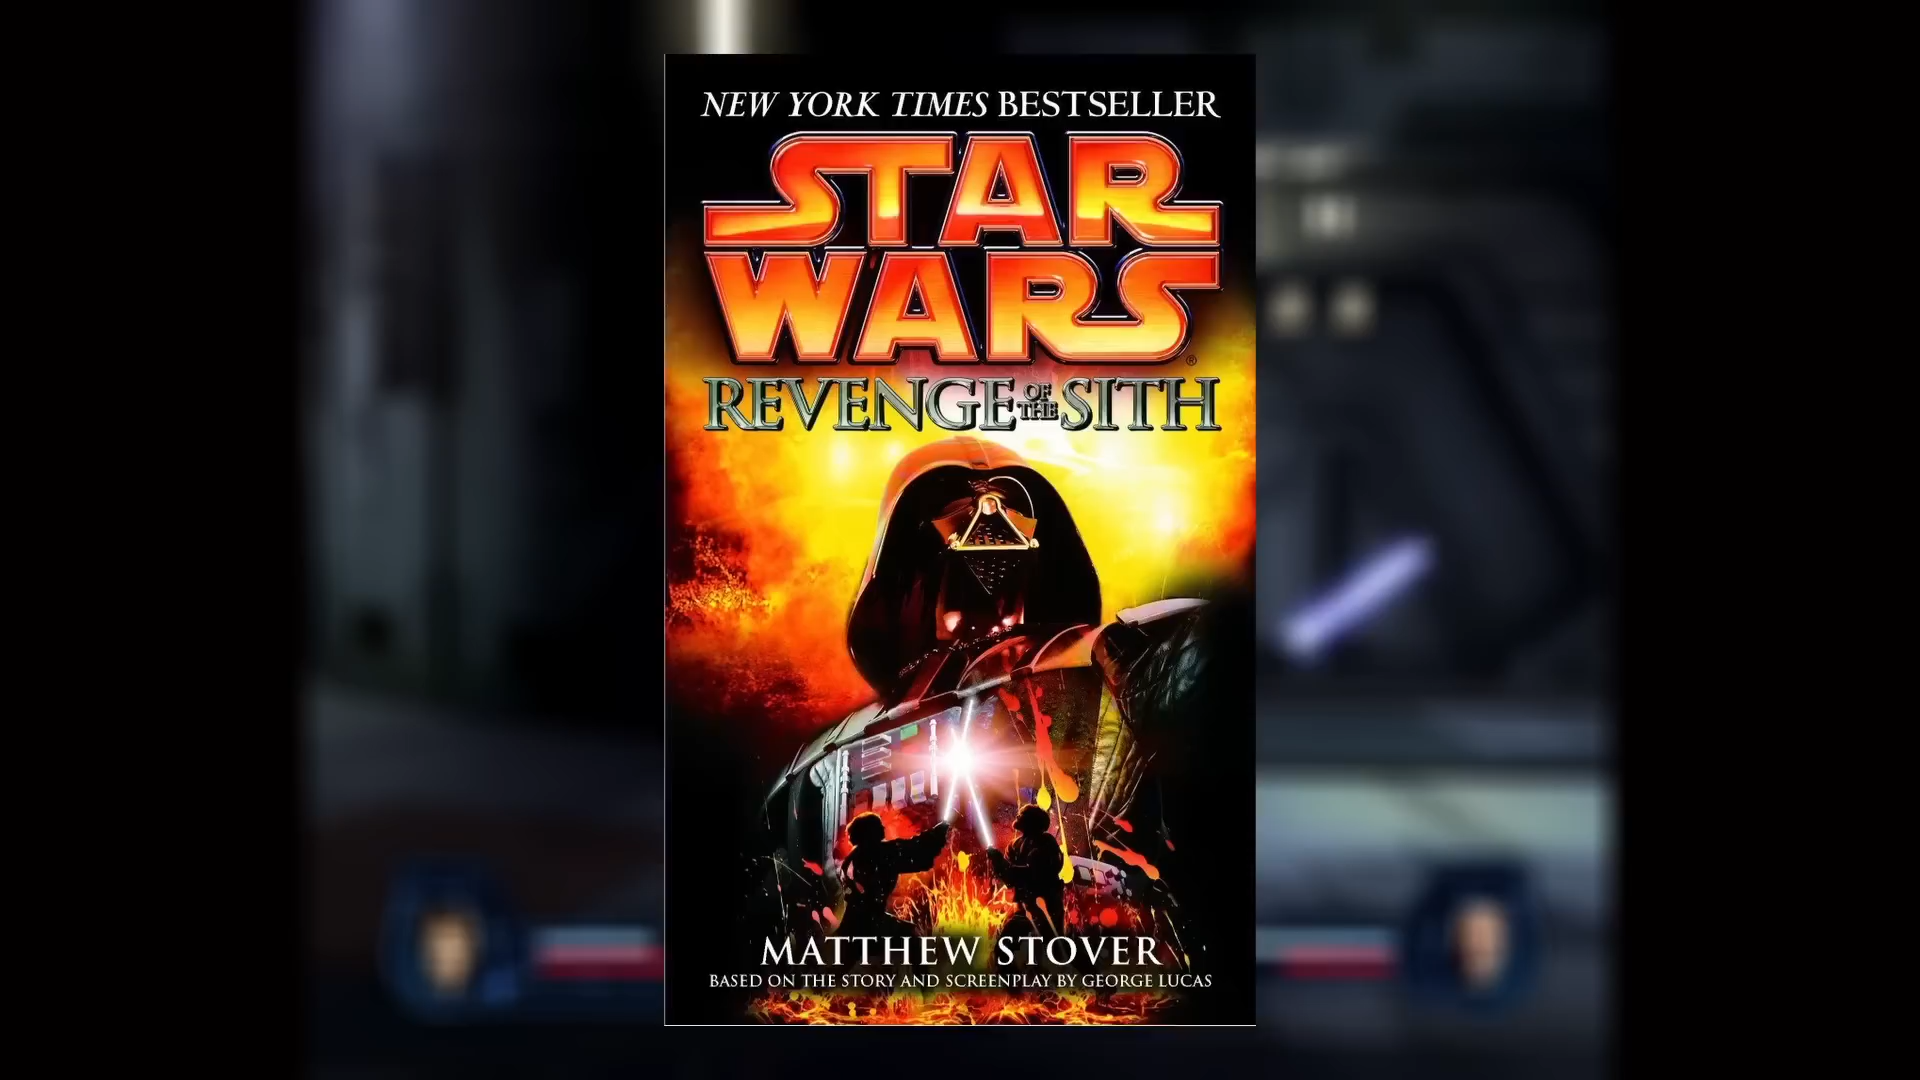 NEW YORK TIMES BESTSELLER
STAR
WARS®
REVENGE OF THE SITH
MATTHEW STOVER
BASED ON THE STORY AND SCREENPLAY BY GEORGE LUCAS